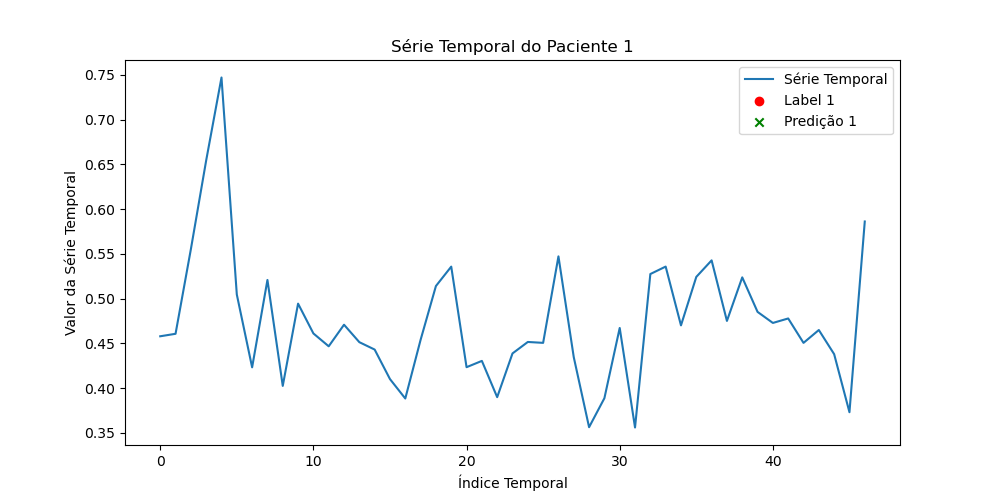 Série Temporal do Paciente 1
Série Temporal
Label 1
Predição 1
Valor da Série Temporal
0.75
0.70
0.65
0.60
0.55
0.50
0.45
0.40
0.35
0 10 20 30 40
Índice Temporal